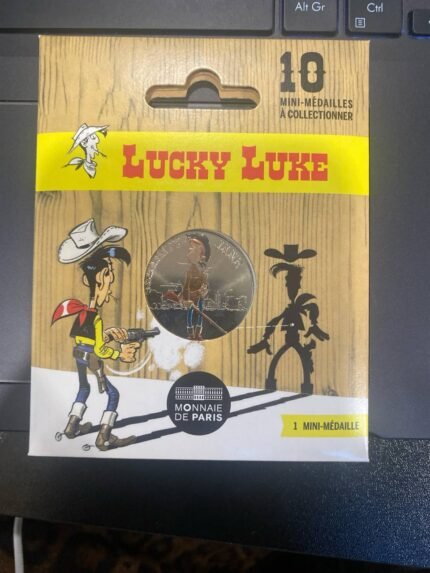 Alt Gr
Ctrl
10
MINI-MÉDAILLES
À COLLECTIONNER
LUCKY LUKE
MONNAIE
DE PARIS
1 MINI-MÉDAILLE